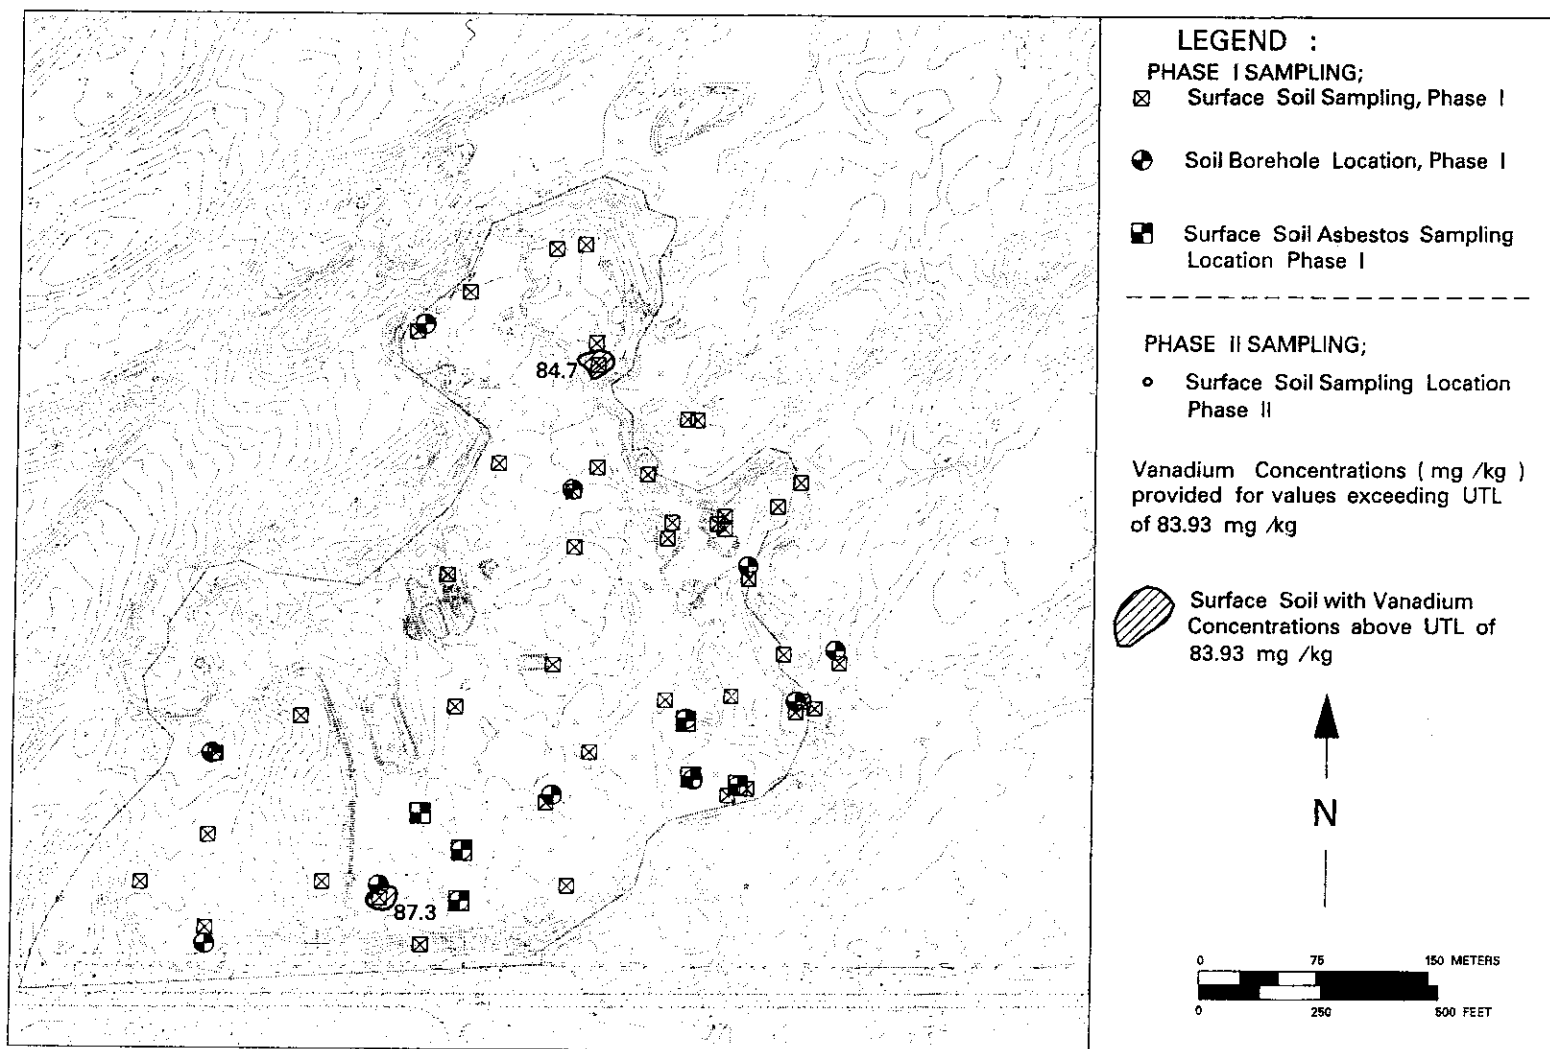 LEGEND :
PHASE I SAMPLING;
Surface Soil Sampling, Phase I
Soil Borehole Location, Phase I
Surface Soil Asbestos Sampling
Location Phase I
PHASE II SAMPLING;
Surface Soil Sampling Location
Phase II
Vanadium Concentrations ( mg /kg )
provided for values exceeding UTL
of 83.93 mg /kg
Surface Soil with Vanadium
Concentrations above UTL of
83.93 mg /kg
N
0 75 150 METERS
0 250 500 FEET
84.7
87.3